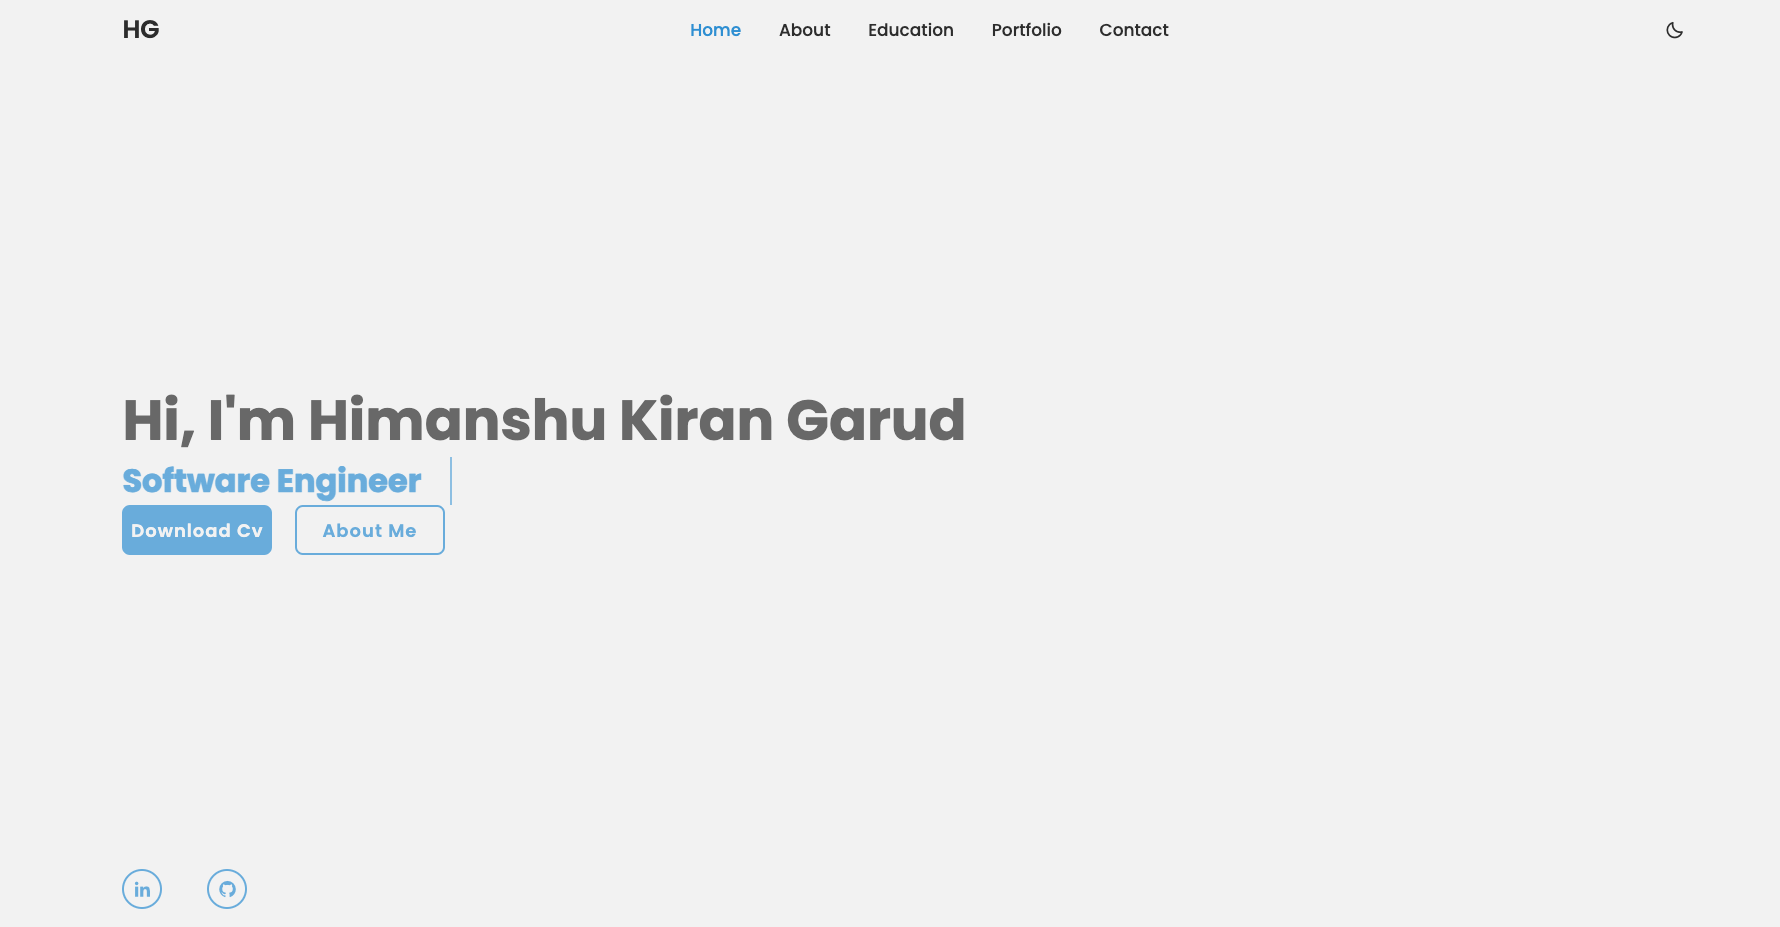 HG
Home About Education Portfolio Contact
Hi, I'm Himanshu Kiran Garud
Software Engineer
Download Cv About Me
in